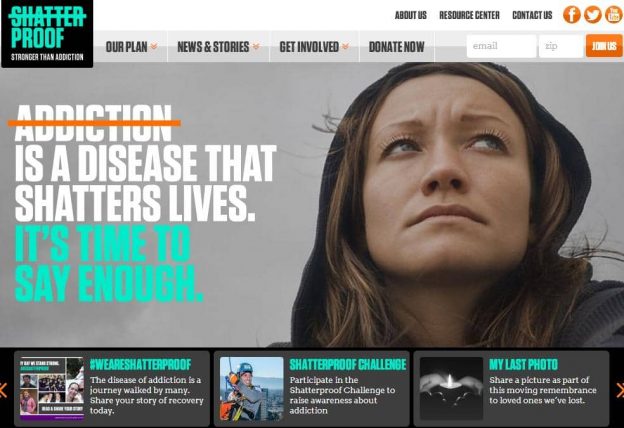 SHATTER
PROOF
STRONGER THAN ADDICTION
ABOUT US RESOURCE CENTER CONTACT US You Tube
OUR PLAN NEWS & STORIES GET INVOLVED DONATE NOW email zip JOIN US
ADDICTION
IS A DISEASE THAT
SHATTERS LIVES.
IT'S TIME TO
SAY ENOUGH.
#WEARESHATTERPROOF
The disease of addiction is a
journey walked by many.
Share your story of recovery
today.
SHATTERPROOF CHALLENGE
Participate in the
Shatterproof Challenge to
raise awareness about
addiction
MY LAST PHOTO
Share a picture as part of
this moving remembrance
to loved ones we've lost.